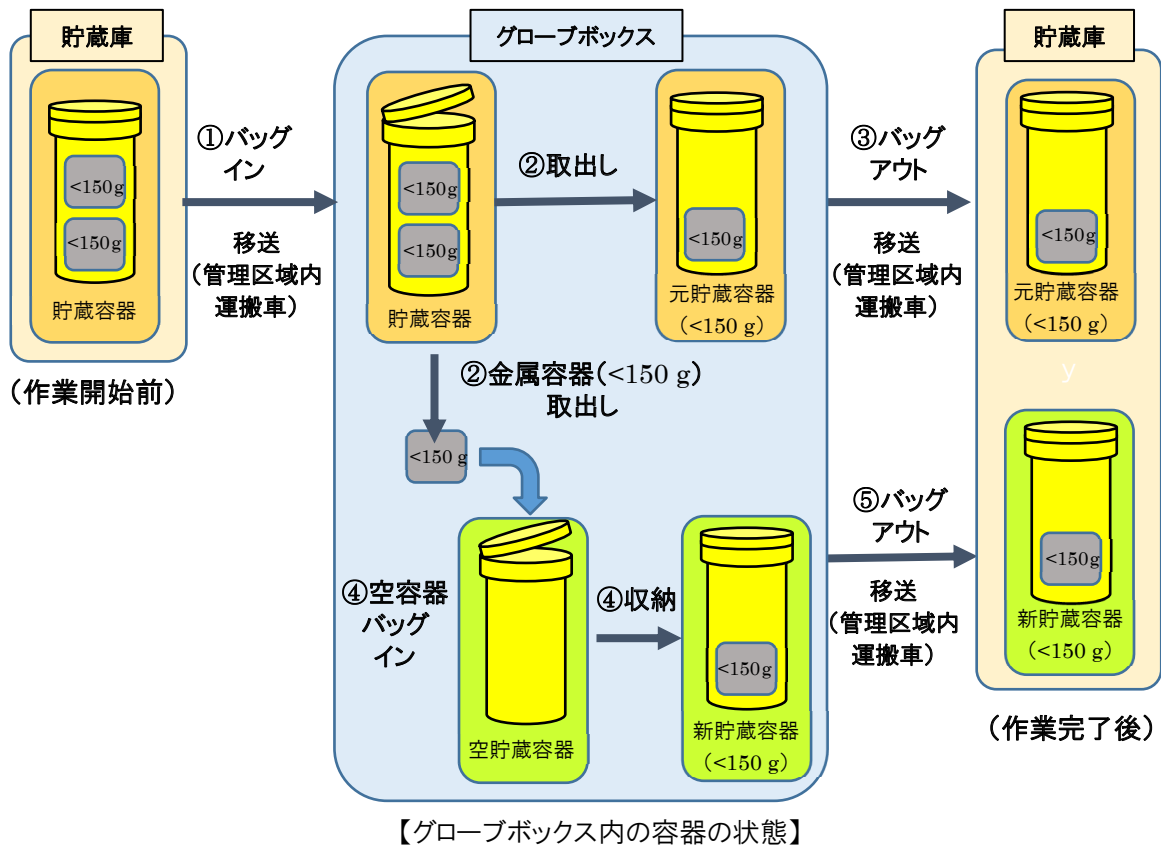 貯蔵庫
<150g
<150g
貯蔵容器
(作業開始前)
①バッグ
イン
移送
(管理区域内
運搬車)
グローブボックス
<150g
<150g
貯蔵容器
②取出し
<150g
元貯蔵容器
(<150 g)
②金属容器(<150 g)
取出し
<150 g
④空容器
バッグ
イン
空貯蔵容器
④収納
<150g
新貯蔵容器
(<150 g)
③バッグ
アウト
移送
(管理区域内
運搬車)
⑤バッグ
アウト
移送
(管理区域内
運搬車)
貯蔵庫
<150g
元貯蔵容器
(<150 g)
y
<150g
新貯蔵容器
(<150 g)
(作業完了後)
【グローブボックス内の容器の状態】